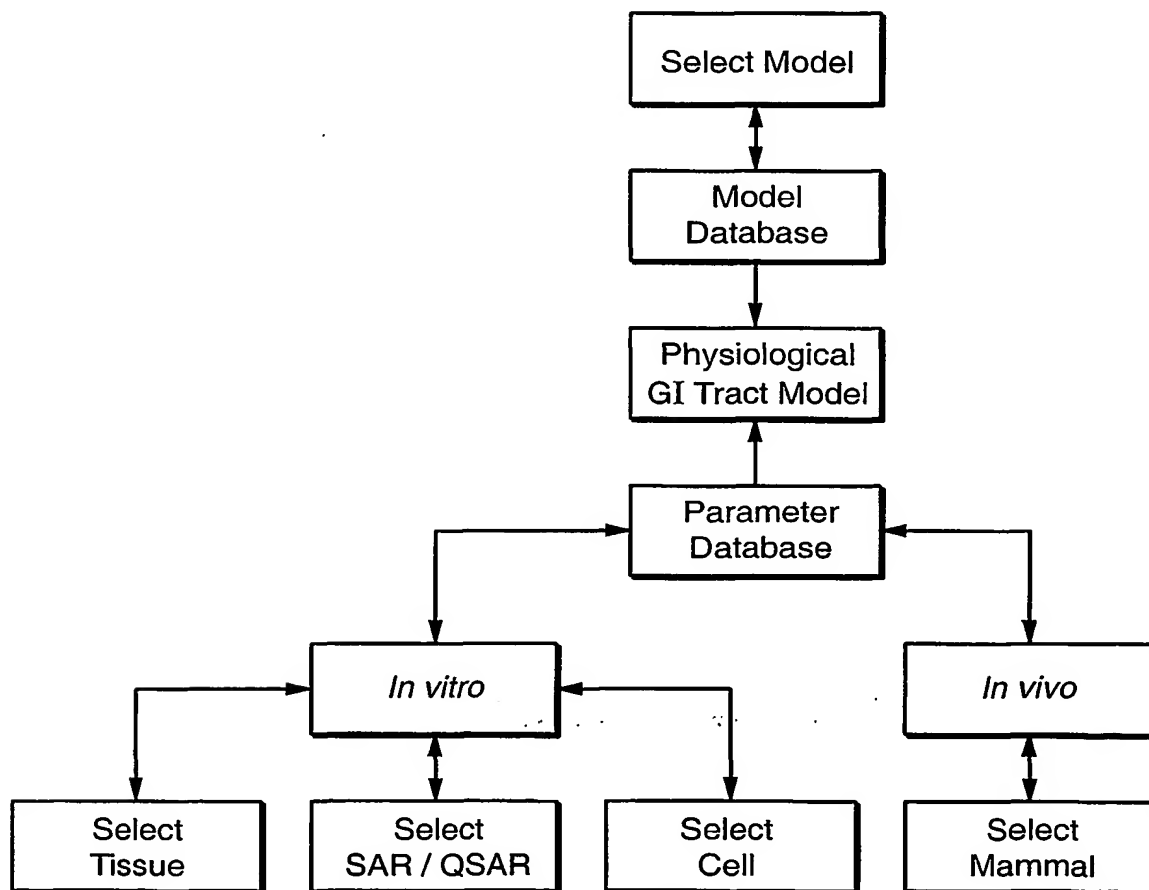 Select Model
Model
Database
Physiological
GI Tract Model
Parameter
Database
In vitro
In vivo
Select
Tissue
Select
SAR / QSAR
Select
Cell
Select
Mammal